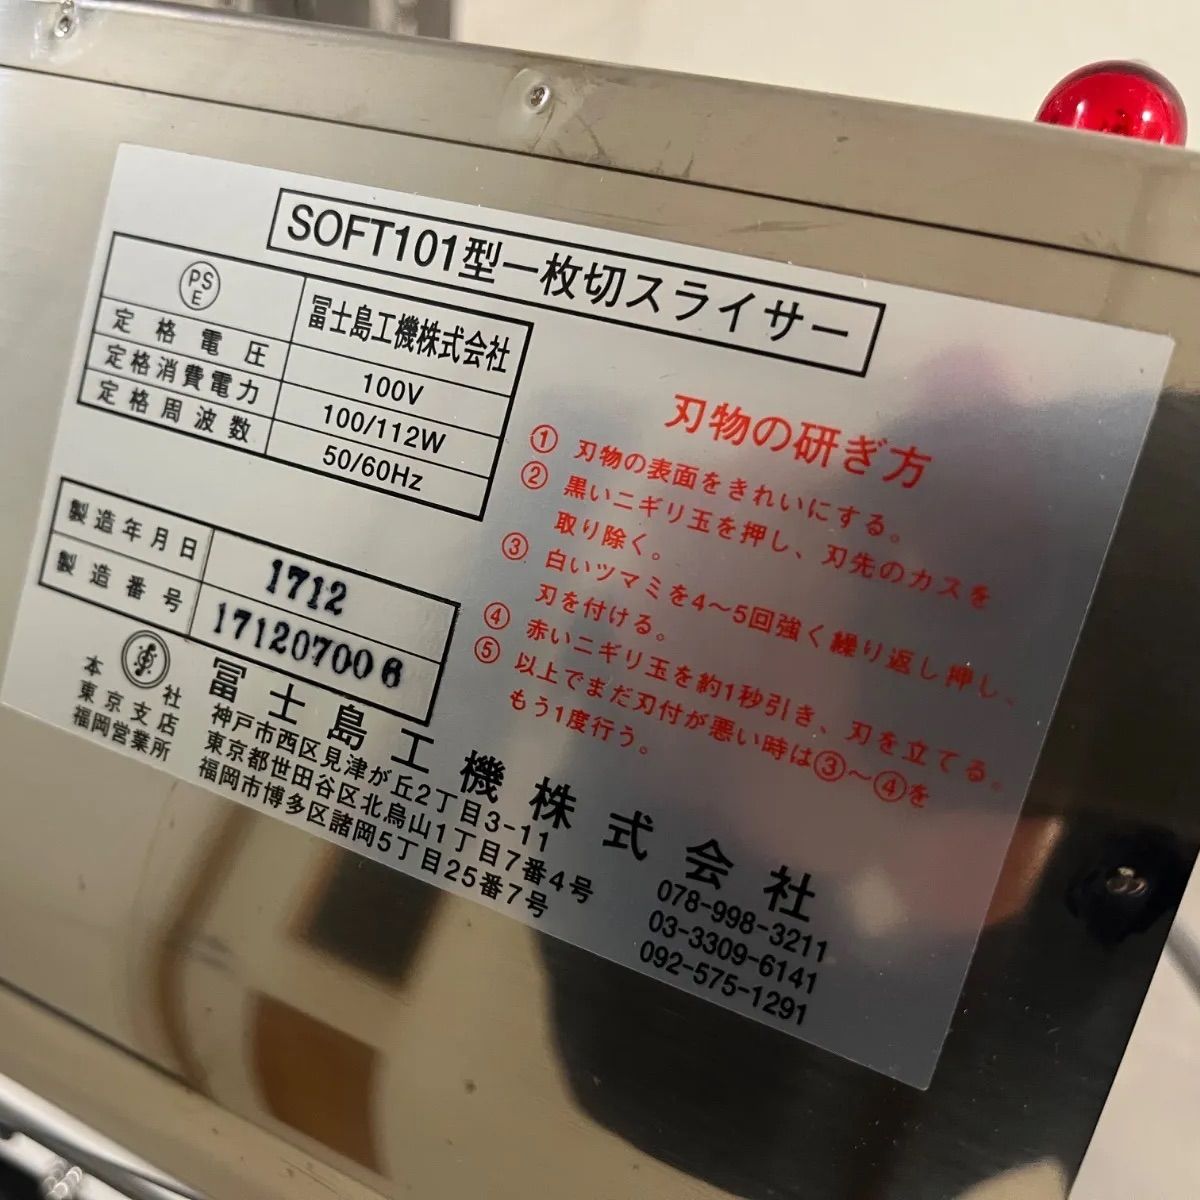 SOFT101型一枚切スライサー
PSE 冨士島工機株式会社
定格電圧 100V
定格消費電力 100/112W
定格周波数 50/60Hz
製造年月日 1712
製造番号 171207006
刃物の研ぎ方
① 刃物の表面をきれいにする。
② 黒いニギリ玉を押し、刃先のカスを
取り除く。
③ 白いツマミを4〜5回強く繰り返し押し、
刃を付ける。
④ 赤いニギリ玉を約1秒引き、刃を立てる。
⑤ 以上でまだ刃付が悪い時は③〜④を
もう1度行う。
冨士島工機株式会社
本社 神戸市西区見津が丘2丁目3-11 078-998-3211
東京支店 東京都世田谷区北烏山1丁目7番4号 03-3309-6141
福岡営業所 福岡市博多区諸岡5丁目25番7号 092-575-1291